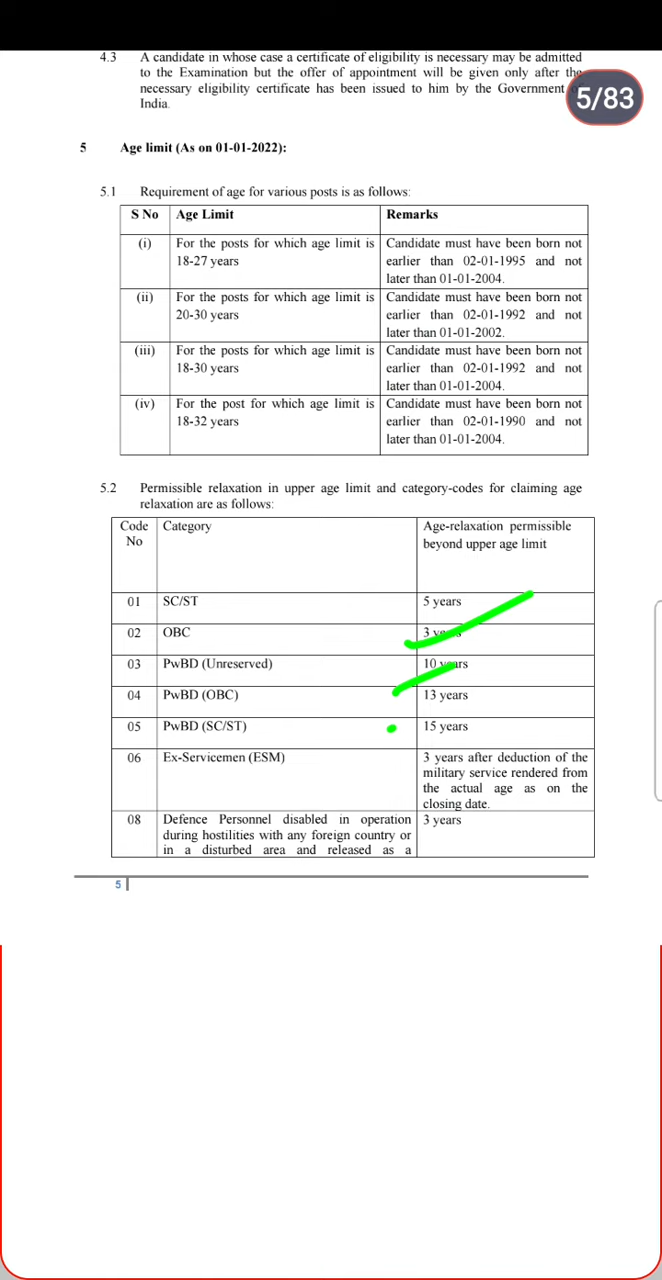 4.3 A candidate in whose case a certificate of eligibility is necessary may be admitted
to the Examination but the offer of appointment will be given only after the
necessary eligibility certificate has been issued to him by the Government
India.
5/83
5 Age limit (As on 01-01-2022):
5.1 Requirement of age for various posts is as follows:
S No Age Limit Remarks
(i) For the posts for which age limit is Candidate must have been born not
18-27 years earlier than 02-01-1995 and not
later than 01-01-2004.
(ii) For the posts for which age limit is Candidate must have been born not
20-30 years earlier than 02-01-1992 and not
later than 01-01-2002.
(iii) For the posts for which age limit is Candidate must have been born not
18-30 years earlier than 02-01-1992 and not
later than 01-01-2004.
(iv) For the post for which age limit is Candidate must have been born not
18-32 years earlier than 02-01-1990 and not
later than 01-01-2004.
5.2 Permissible relaxation in upper age limit and category-codes for claiming age
relaxation are as follows:
Code Category Age-relaxation permissible
No beyond upper age limit
01 SC/ST 5 years
02 OBC 3 years
03 PwBD (Unreserved) 10 years
04 PwBD (OBC) 13 years
05 PwBD (SC/ST) 15 years
06 Ex-Servicemen (ESM) 3 years after deduction of the
military service rendered from
the actual age as on the
closing date.
08 Defence Personnel disabled in operation 3 years
during hostilities with any foreign country or
in a disturbed area and released as a
5